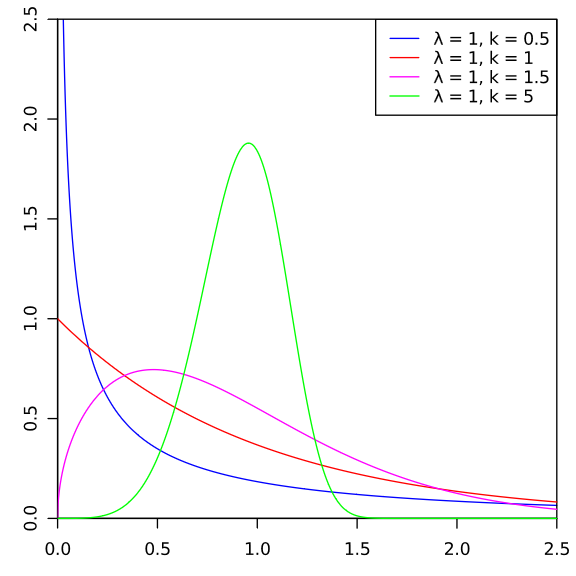 λ = 1, k = 0.5
λ = 1, k = 1
λ = 1, k = 1.5
λ = 1, k = 5
2.5
2.0
1.5
1.0
0.5
0.0
0.0 0.5 1.0 1.5 2.0 2.5